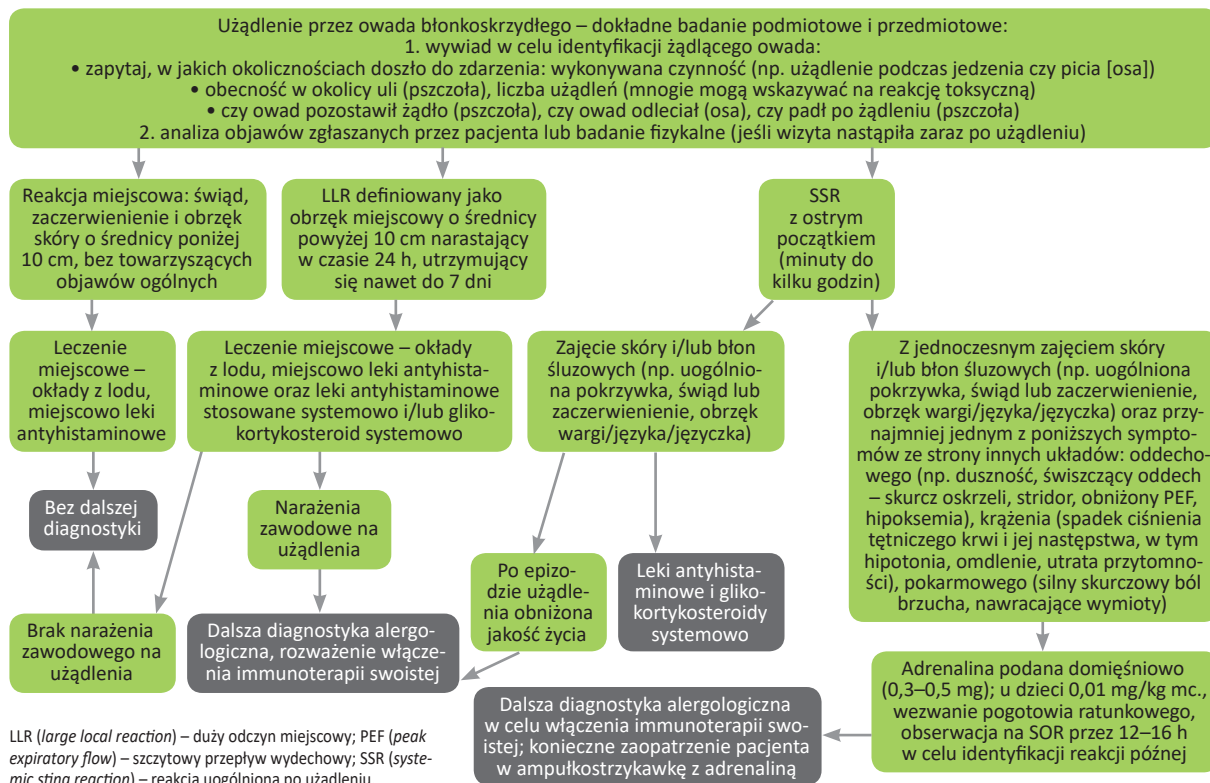 Użądlenie przez owada błonkoskrzydłego – dokładne badanie podmiotowe i przedmiotowe:
1. wywiad w celu identyfikacji żądlącego owada:
• zapytaj, w jakich okolicznościach doszło do zdarzenia: wykonywana czynność (np. użądlenie podczas jedzenia czy picia [osa])
• obecność w okolicy uli (pszczoła), liczba użądleń (mnogie mogą wskazywać na reakcję toksyczną)
• czy owad pozostawił żądło (pszczoła), czy owad odleciał (osa), czy padł po żądleniu (pszczoła)
2. analiza objawów zgłaszanych przez pacjenta lub badanie fizykalne (jeśli wizyta nastąpiła zaraz po użądleniu)
Reakcja miejscowa: świąd,
zaczerwienienie i obrzęk
skóry o średnicy poniżej
10 cm, bez towarzyszących
objawów ogólnych
LLR definiowany jako
obrzęk miejscowy o średnicy
powyżej 10 cm narastający
w czasie 24 h, utrzymujący
się nawet do 7 dni
SSR
z ostrym
początkiem
(minuty do
kilku godzin)
Leczenie
miejscowe –
okłady z lodu,
miejscowo leki
antyhistaminowe
Leczenie miejscowe – okłady
z lodu, miejscowo leki antyhista-
minowe oraz leki antyhistaminowe
stosowane systemowo i/lub gliko-
kortykosteroid systemowo
Zajęcie skóry i/lub błon
śluzowych (np. uogólnio-
na pokrzywka, świąd lub
zaczerwienienie, obrzęk
wargi/języka/języczka)
Z jednoczesnym zajęciem skóry
i/lub błon śluzowych (np. uogólniona
pokrzywka, świąd lub zaczerwienienie,
obrzęk wargi/języka/języczka) oraz przy-
najmniej jednym z poniższych sympto-
mów ze strony innych układów: oddecho-
wego (np. duszność, świszczący oddech
– skurcz oskrzeli, stridor, obniżony PEF,
hipoksemia), krążenia (spadek ciśnienia
tętniczego krwi i jej następstwa, w tym
hipotonia, omdlenie, utrata przytomno-
ści), pokarmowego (silny skurczowy ból
brzucha, nawracające wymioty)
Bez dalszej
diagnostyki
Narażenia
zawodowe na
użądlenia
Po epizo-
dzie użądle-
nia obniżona
jakość życia
Leki antyhista-
minowe i gliko-
kortykosteroidy
systemowo
Brak narażenia
zawodowego na
użądlenia
Dalsza diagnostyka alergo-
logiczna, rozważenie włącze-
nia immunoterapii swoistej
Adrenalina podana domięśniowo
(0,3–0,5 mg); u dzieci 0,01 mg/kg mc.,
wezwanie pogotowia ratunkowego,
obserwacja na SOR przez 12–16 h
w celu identyfikacji reakcji późnej
Dalsza diagnostyka alergologiczna
w celu włączenia immunoterapii swo-
istej; konieczne zaopatrzenie pacjenta
w ampułkostrzykawkę z adrenaliną
LLR (large local reaction) – duży odczyn miejscowy; PEF (peak
expiratory flow) – szczytowy przepływ wydechowy; SSR (syste-
mic sting reaction) – reakcja uogólniona po użądleniu